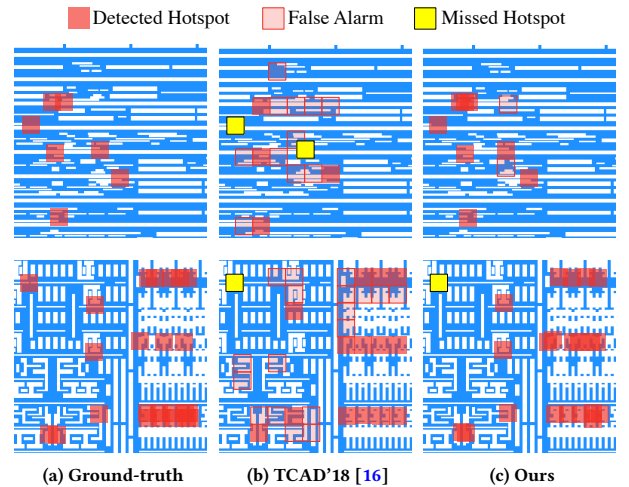 Detected Hotspot False Alarm Missed Hotspot
(a) Ground-truth (b) TCAD'18 [16] (c) Ours